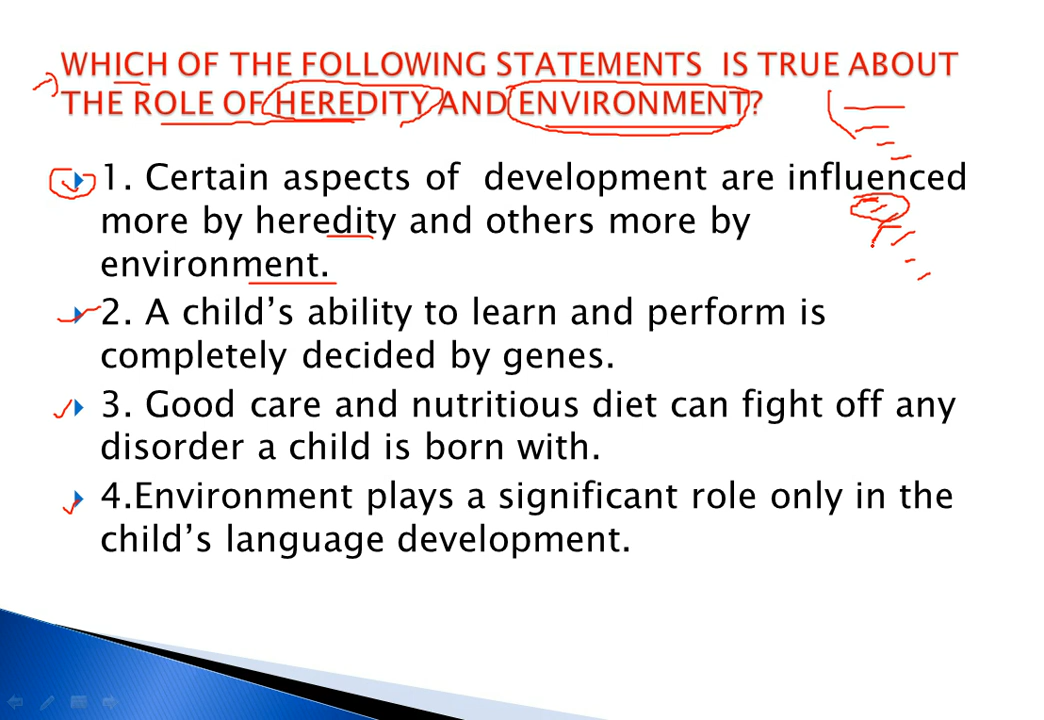 WHICH OF THE FOLLOWING STATEMENTS IS TRUE ABOUT
THE ROLE OF HEREDITY AND ENVIRONMENT?
1. Certain aspects of development are influenced
more by heredity and others more by
environment.
2. A child's ability to learn and perform is
completely decided by genes.
3. Good care and nutritious diet can fight off any
disorder a child is born with.
4.Environment plays a significant role only in the
child's language development.